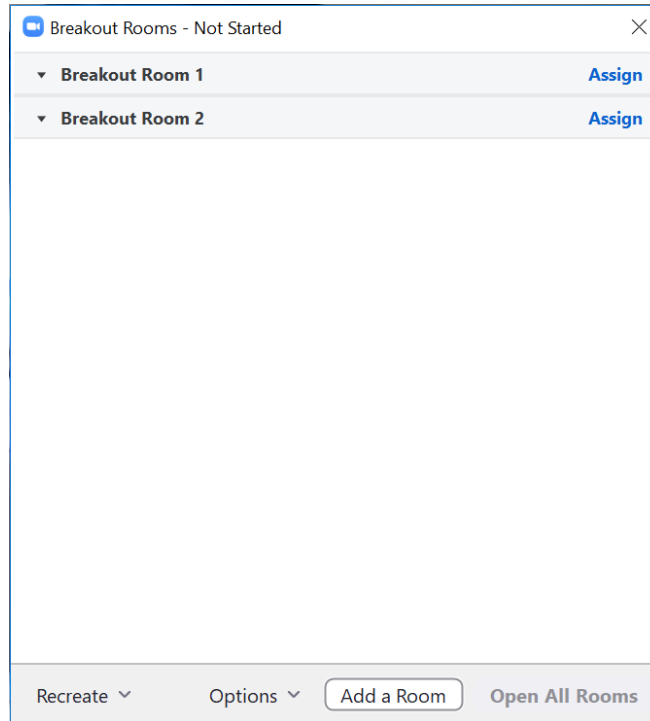 Breakout Rooms - Not Started
Breakout Room 1 Assign
Breakout Room 2 Assign
Recreate Options Add a Room Open All Rooms